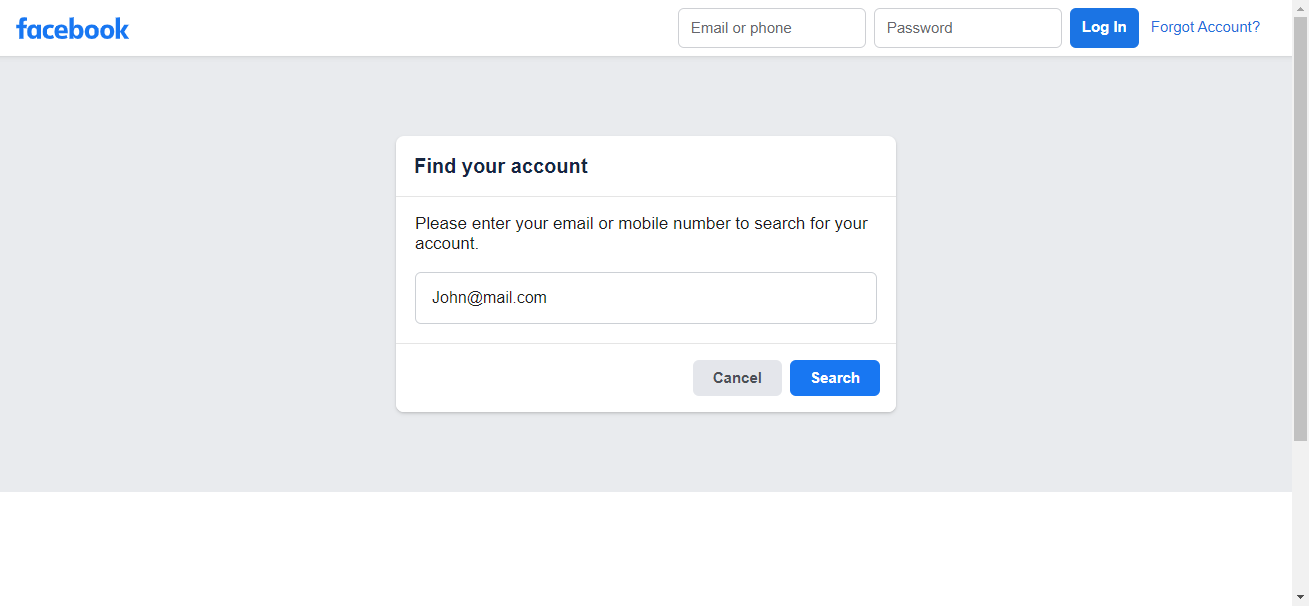 facebook
Email or phone
Password
Log In
Forgot Account?
Find your account
Please enter your email or mobile number to search for your
account.
John@mail.com
Cancel
Search